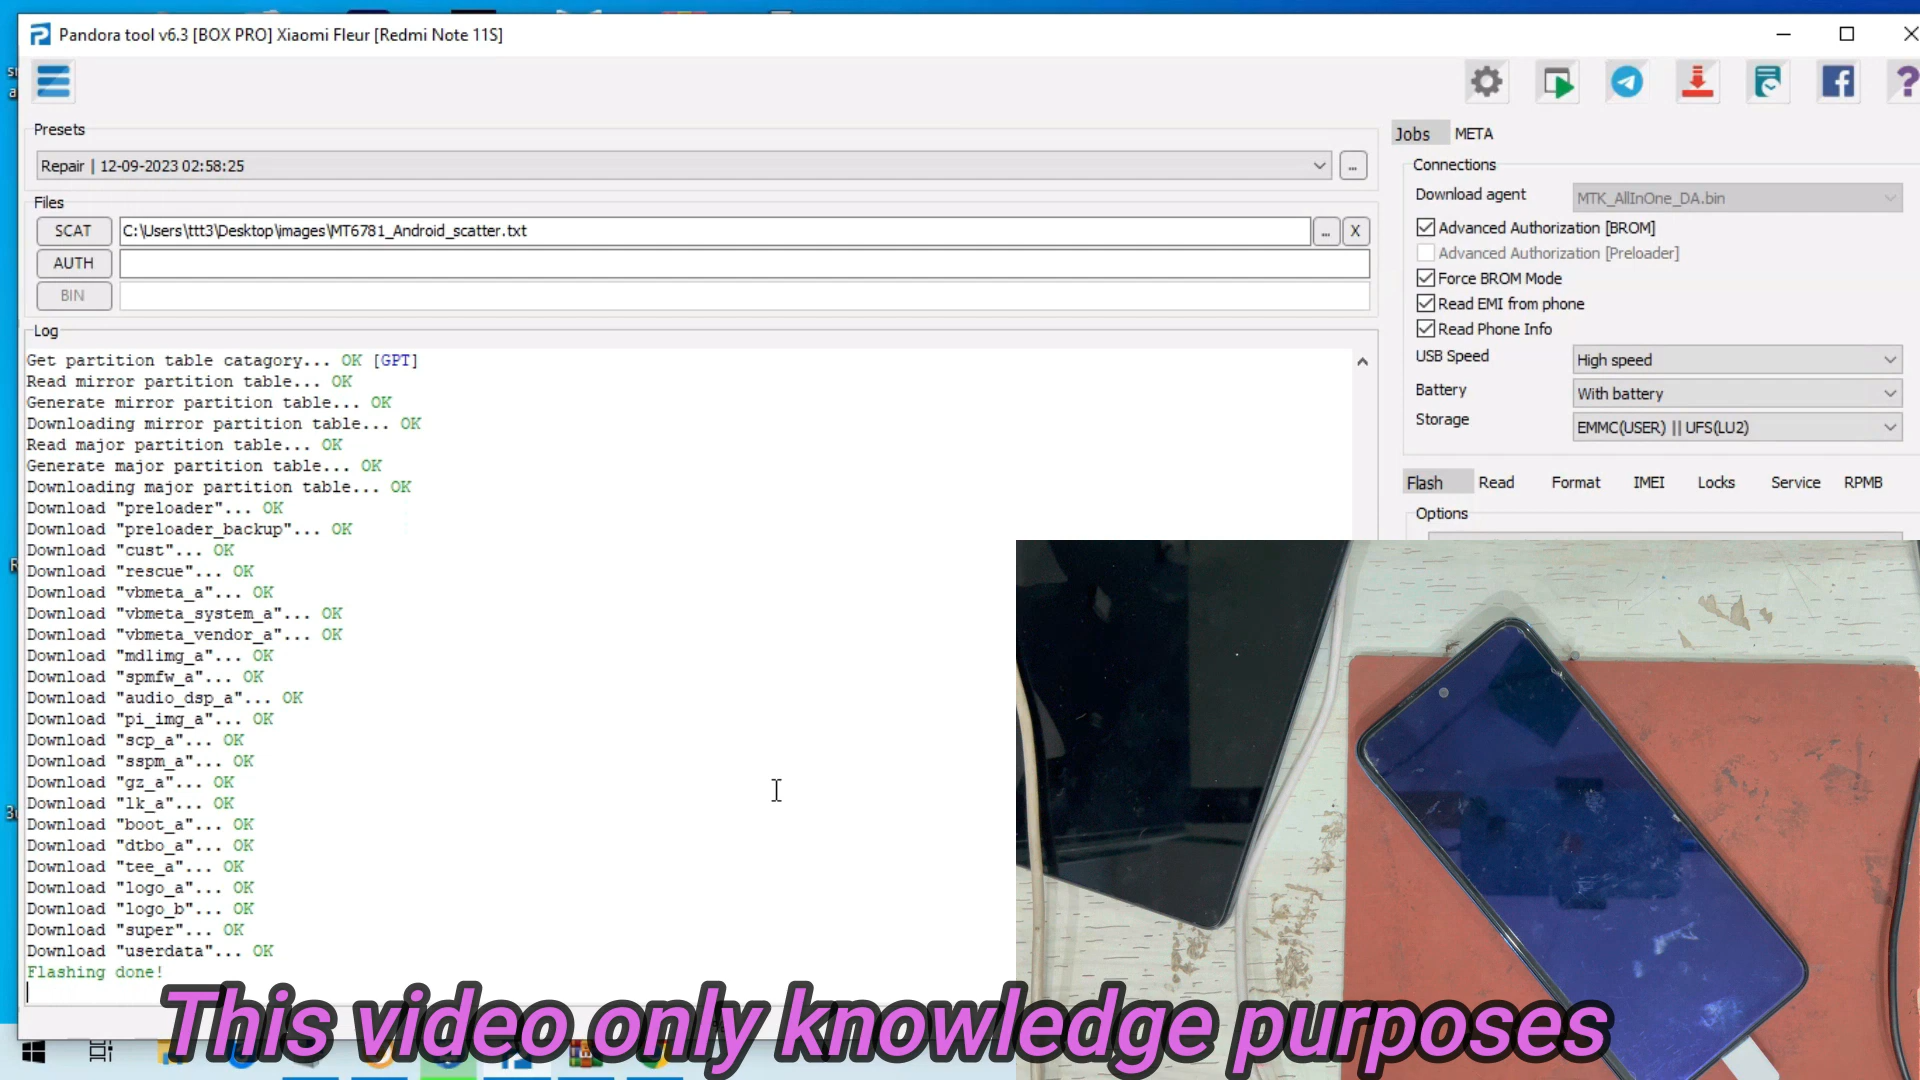 Pandora tool v6.3 [BOX PRO] Xiaomi Fleur [Redmi Note 11S]
Presets
Repair | 12-09-2023 02:58:25
...
Files
SCAT C:\Users\ttt3\Desktop\images\MT6781_Android_scatter.txt ... X
AUTH
BIN
Log
Get partition table catagory... OK [GPT]
Read mirror partition table... OK
Generate mirror partition table... OK
Downloading mirror partition table... OK
Read major partition table... OK
Generate major partition table... OK
Downloading major partition table... OK
Download "preloader"... OK
Download "preloader_backup"... OK
Download "cust"... OK
Download "rescue"... OK
Download "vbmeta_a"... OK
Download "vbmeta_system_a"... OK
Download "vbmeta_vendor_a"... OK
Download "md1img_a"... OK
Download "spmfw_a"... OK
Download "audio_dsp_a"... OK
Download "pi_img_a"... OK
Download "scp_a"... OK
Download "sspm_a"... OK
Download "gz_a"... OK
Download "lk_a"... OK
Download "boot_a"... OK
Download "dtbo_a"... OK
Download "tee_a"... OK
Download "logo_a"... OK
Download "logo_b"... OK
Download "super"... OK
Download "userdata"... OK
Flashing done!
Jobs META
Connections
Download agent MTK_AllInOne_DA.bin
Advanced Authorization [BROM]
Advanced Authorization [Preloader]
Force BROM Mode
Read EMI from phone
Read Phone Info
USB Speed High speed
Battery With battery
Storage EMMC(USER) || UFS(LU2)
Flash Read Format IMEI Locks Service RPMB
Options
This video only knowledge purposes